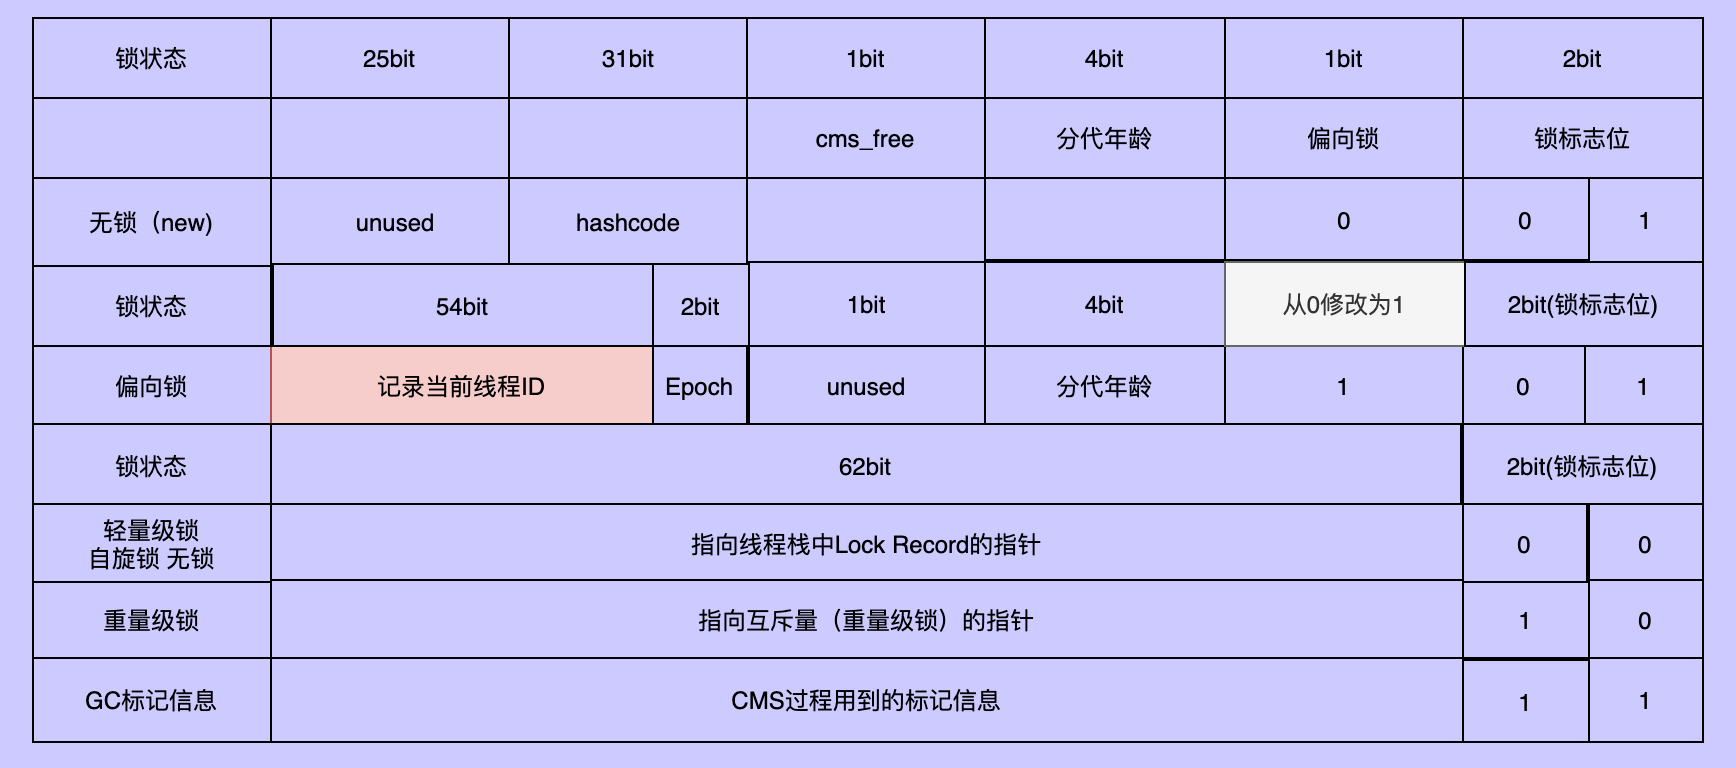 锁状态 25bit 31bit 1bit 4bit 1bit 2bit
cms_free 分代年龄 偏向锁 锁标志位
无锁（new) unused hashcode 0 0 1
锁状态 54bit 2bit 1bit 4bit 从0修改为1 2bit(锁标志位)
偏向锁 记录当前线程ID Epoch unused 分代年龄 1 0 1
锁状态 62bit 2bit(锁标志位)
轻量级锁
自旋锁 无锁 指向线程栈中Lock Record的指针 0 0
重量级锁 指向互斥量（重量级锁）的指针 1 0
GC标记信息 CMS过程用到的标记信息 1 1